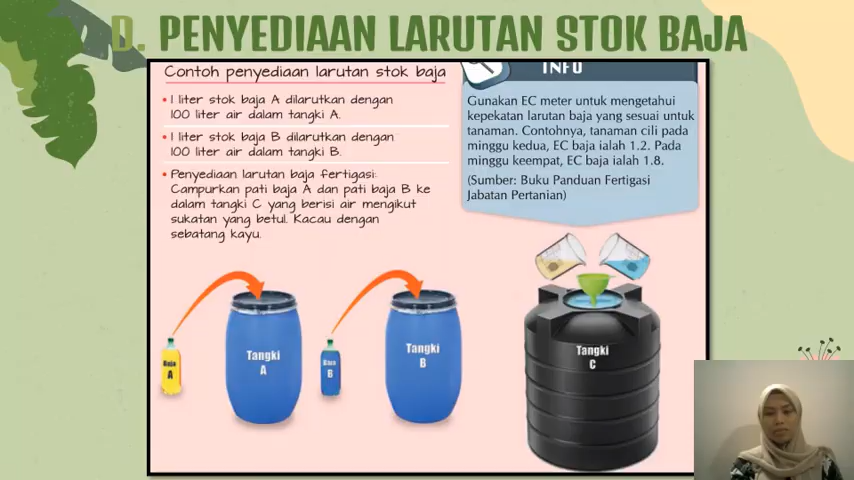 D. PENYEDIAAN LARUTAN STOK BAJA
Contoh penyediaan larutan stok baja
• 1 liter stok baja A dilarutkan dengan
100 liter air dalam tangki A.
• 1 liter stok baja B dilarutkan dengan
100 liter air dalam tangki B.
• Penyediaan larutan baja fertigasi:
Campurkan pati baja A dan pati baja B ke
dalam tangki C yang berisi air mengikut
sukatan yang betul. Kacau dengan
sebatang kayu.
INFO
Gunakan EC meter untuk mengetahui
kepekatan larutan baja yang sesuai untuk
tanaman. Contohnya, tanaman cili pada
minggu kedua, EC baja ialah 1.2. Pada
minggu keempat, EC baja ialah 1.8.
(Sumber: Buku Panduan Fertigasi
Jabatan Pertanian)
Baja
A
Tangki
A
Baja
B
Tangki
B
Tangki
C